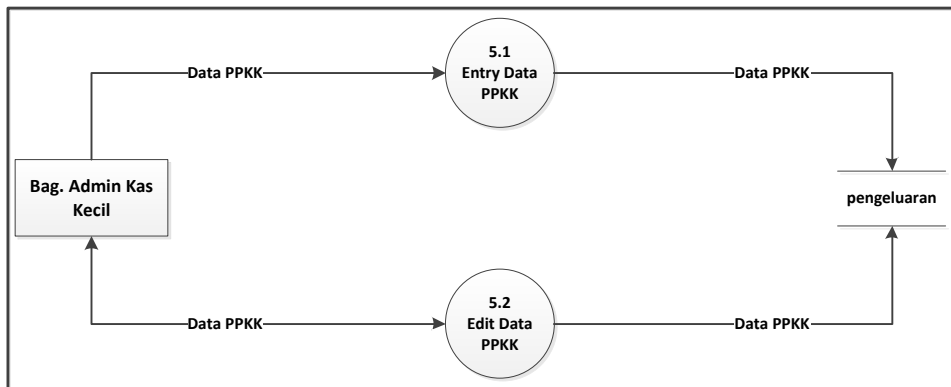 5.1
Entry Data
PPKK
Data PPKK
Data PPKK
Bag. Admin Kas
Kecil
pengeluaran
5.2
Edit Data
PPKK
Data PPKK
Data PPKK